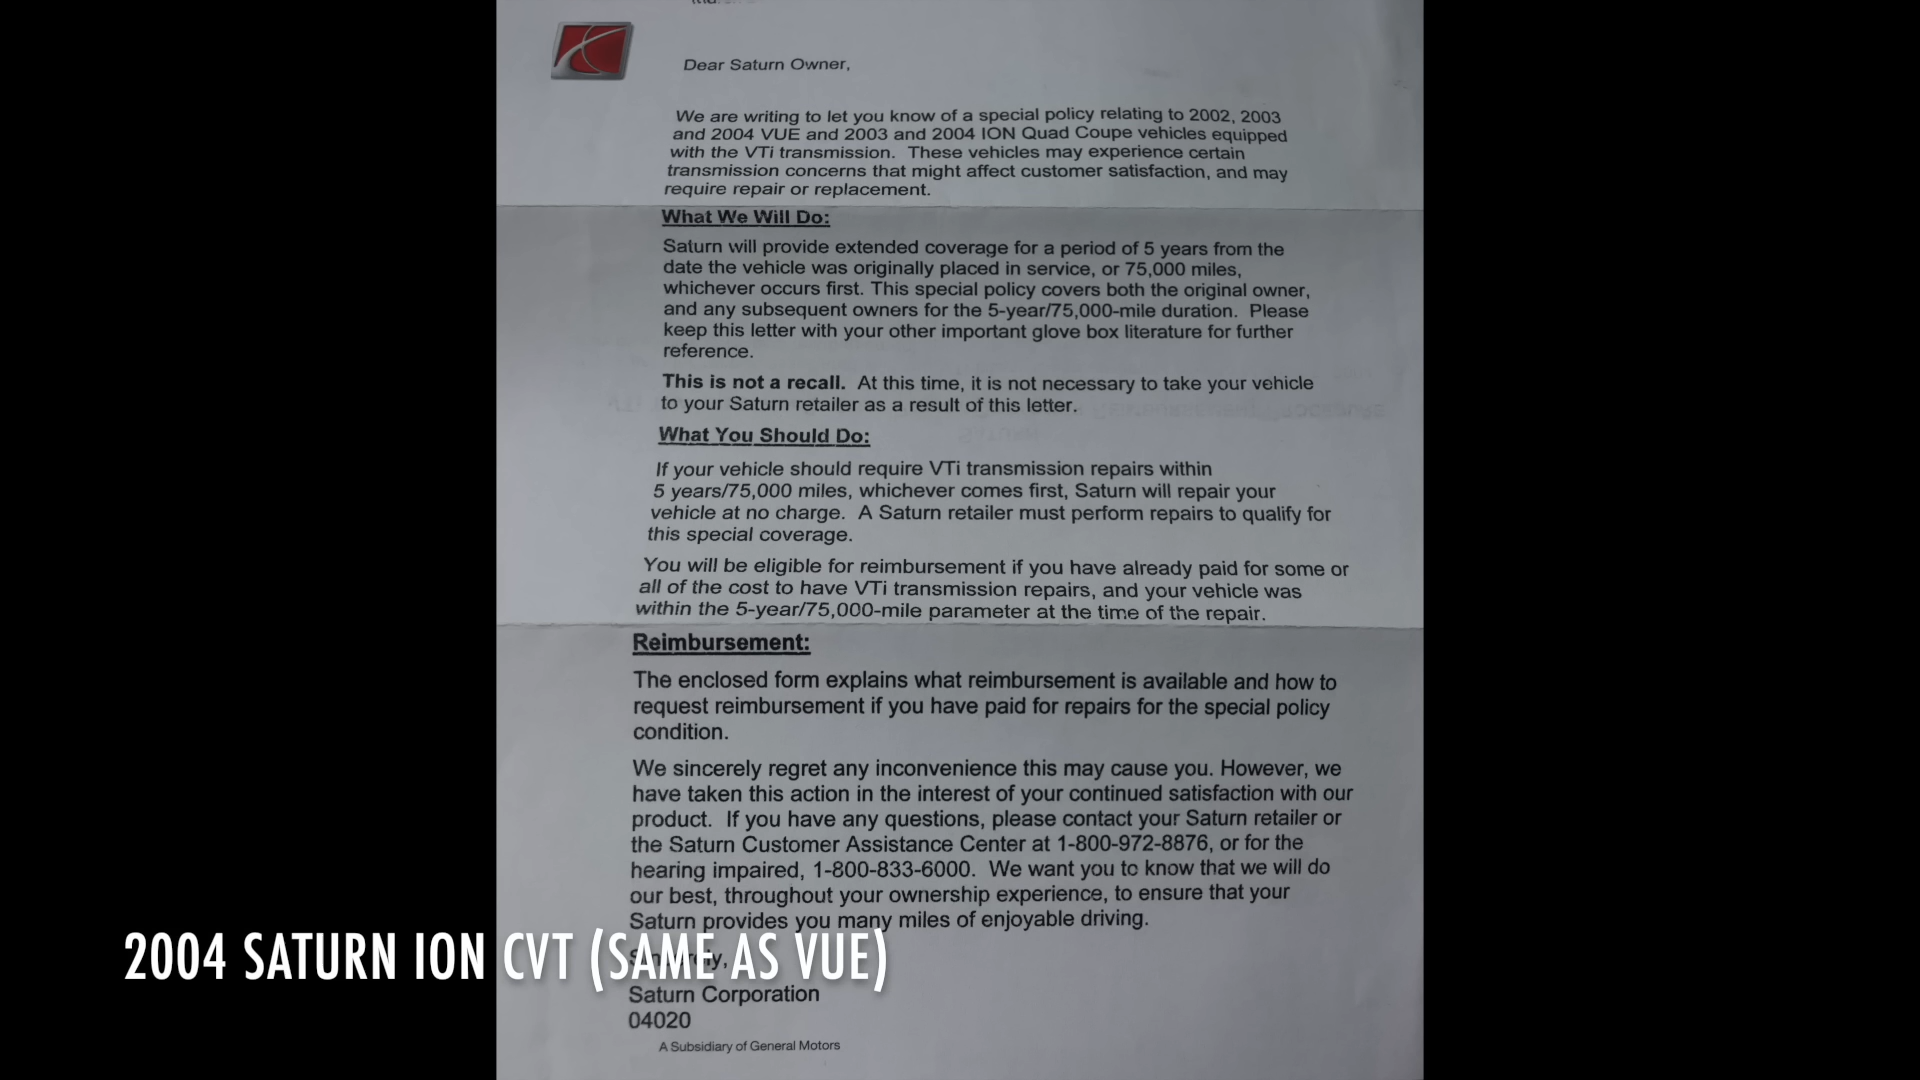 Dear Saturn Owner,
We are writing to let you know of a special policy relating to 2002, 2003
and 2004 VUE and 2003 and 2004 ION Quad Coupe vehicles equipped
with the VTi transmission. These vehicles may experience certain
transmission concerns that might affect customer satisfaction, and may
require repair or replacement.
What We Will Do:
Saturn will provide extended coverage for a period of 5 years from the
date the vehicle was originally placed in service, or 75,000 miles,
whichever occurs first. This special policy covers both the original owner,
and any subsequent owners for the 5-year/75,000-mile duration. Please
keep this letter with your other important glove box literature for further
reference.
This is not a recall. At this time, it is not necessary to take your vehicle
to your Saturn retailer as a result of this letter.
What You Should Do:
If your vehicle should require VTi transmission repairs within
5 years/75,000 miles, whichever comes first, Saturn will repair your
vehicle at no charge. A Saturn retailer must perform repairs to qualify for
this special coverage.
You will be eligible for reimbursement if you have already paid for some or
all of the cost to have VTi transmission repairs, and your vehicle was
within the 5-year/75,000-mile parameter at the time of the repair.
Reimbursement:
The enclosed form explains what reimbursement is available and how to
request reimbursement if you have paid for repairs for the special policy
condition.
We sincerely regret any inconvenience this may cause you. However, we
have taken this action in the interest of your continued satisfaction with our
product. If you have any questions, please contact your Saturn retailer or
the Saturn Customer Assistance Center at 1-800-972-8876, or for the
hearing impaired, 1-800-833-6000. We want you to know that we will do
our best, throughout your ownership experience, to ensure that your
Saturn provides you many miles of enjoyable driving.
2004 SATURN ION CVT (SAME AS VUE)
Saturn Corporation
04020
A Subsidiary of General Motors